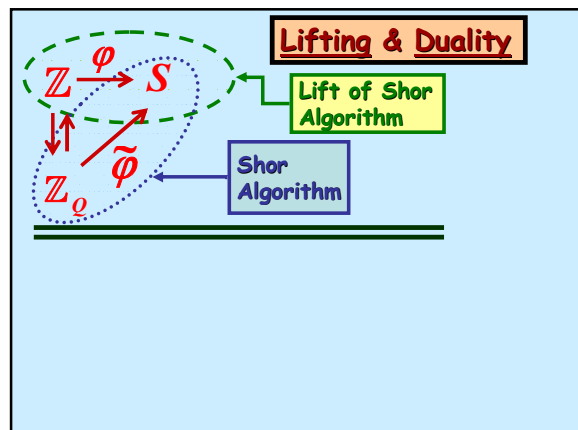 Lifting & Duality
φ
ℤ S
Lift of Shor
Algorithm
φ̃
ℤ_Q
Shor
Algorithm